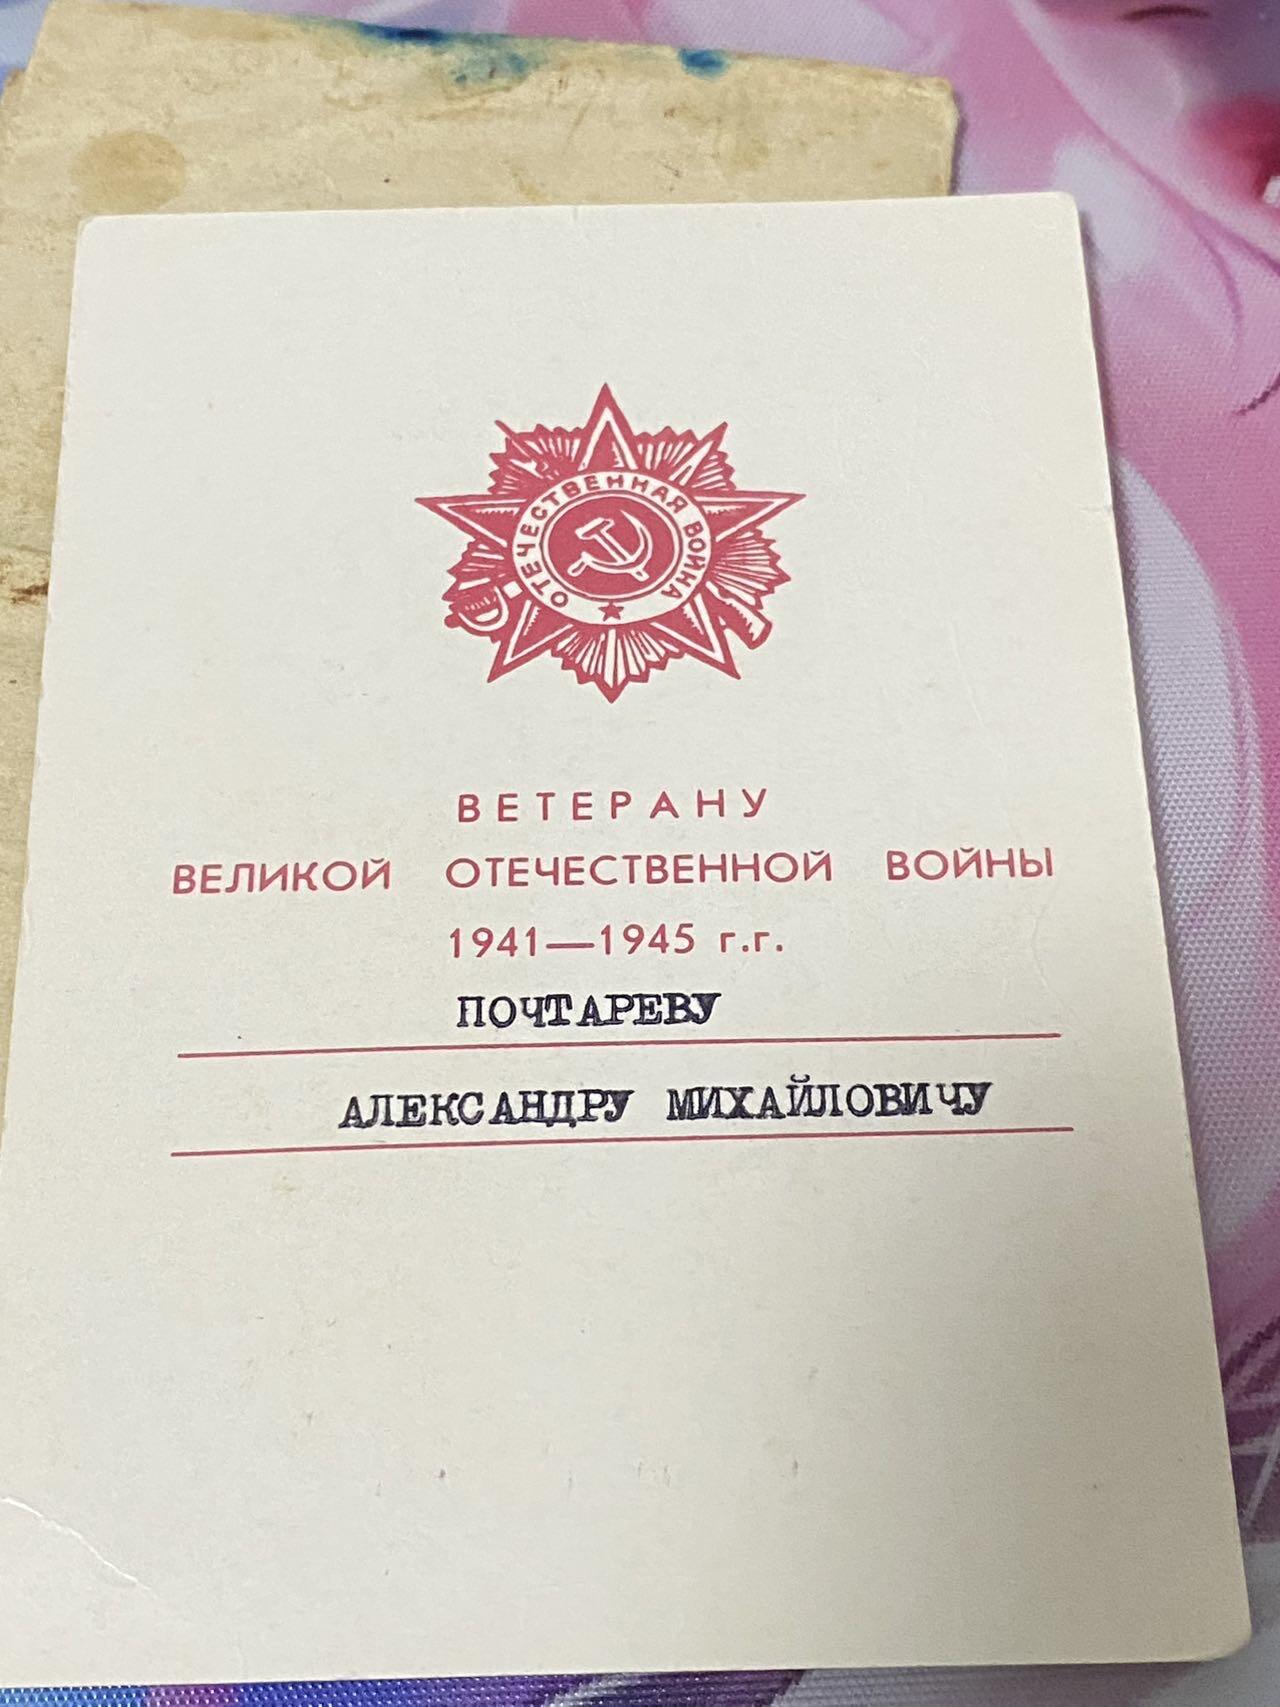 ОТЕЧЕСТВЕННАЯ ВОЙНА
ВЕТЕРАНУ
ВЕЛИКОЙ ОТЕЧЕСТВЕННОЙ ВОЙНЫ
1941—1945 г.г.
ПОЧТАРЕВУ
АЛЕКСАНДРУ МИХАЙЛОВИЧУ